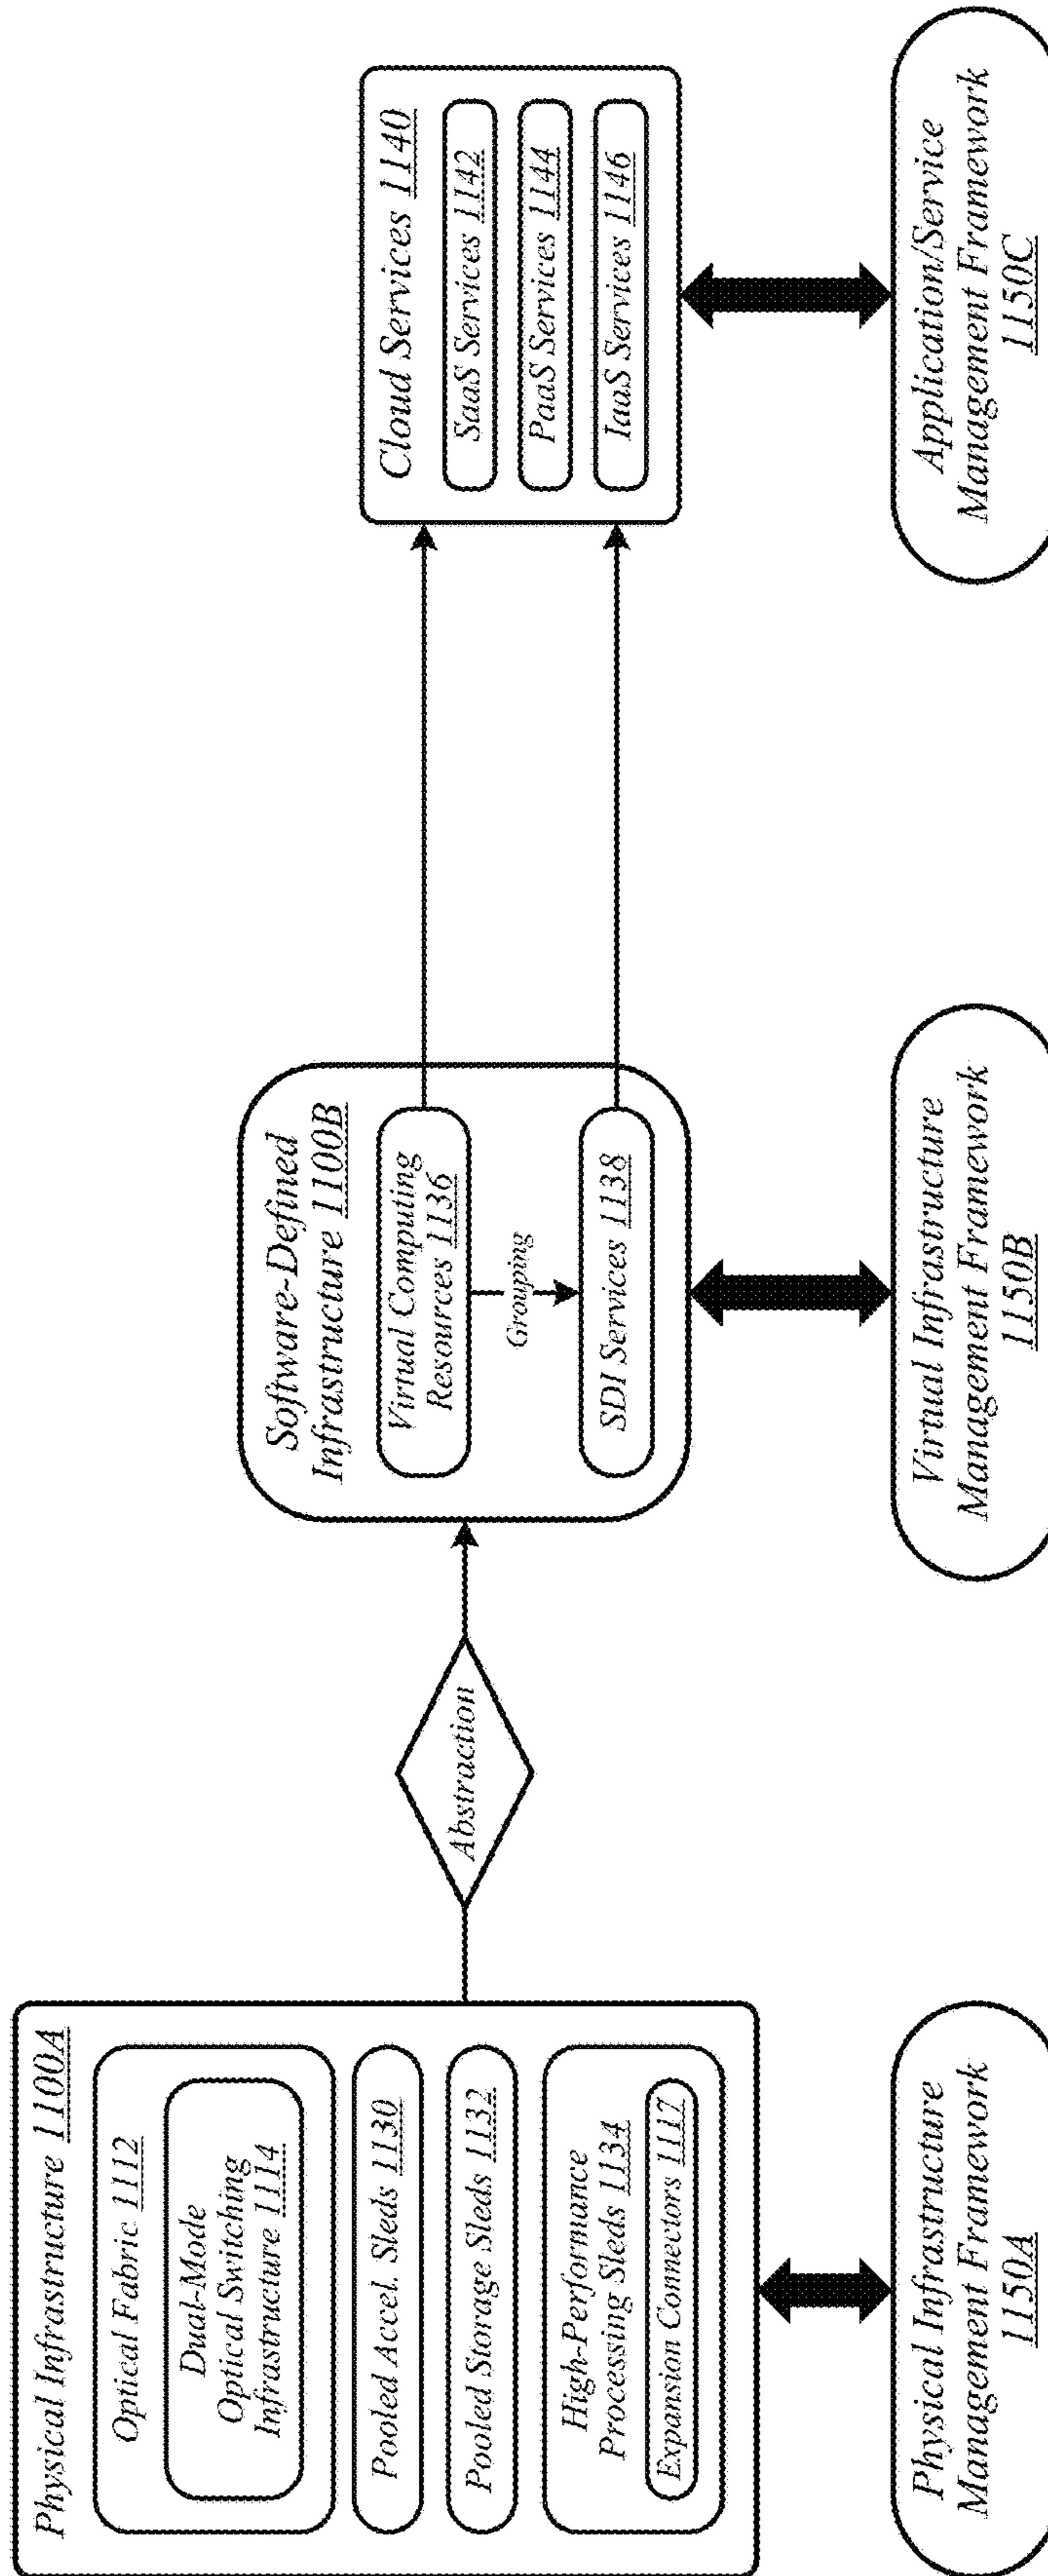 Physical Infrastructure 1100A
Optical Fabric 1112
Dual-Mode
Optical Switching
Infrastructure 1114
Pooled Accel. Sleds 1130
Pooled Storage Sleds 1132
High-Performance
Processing Sleds 1134
Expansion Connectors 1117
Physical Infrastructure
Management Framework
1150A
Abstraction
Software-Defined
Infrastructure 1100B
Virtual Computing
Resources 1136
Grouping
SDI Services 1138
Virtual Infrastructure
Management Framework
1150B
Cloud Services 1140
SaaS Services 1142
PaaS Services 1144
IaaS Services 1146
Application/Service
Management Framework
1150C